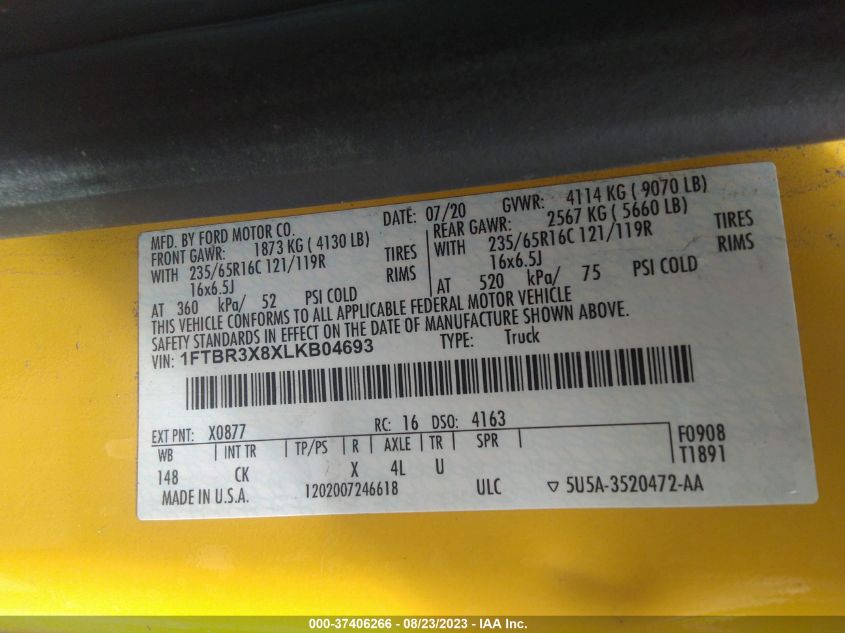 MFD. BY FORD MOTOR CO.
DATE: 07/20 GVWR: 4114 KG ( 9070 LB)
FRONT GAWR: 1873 KG ( 4130 LB)
REAR GAWR: 2567 KG ( 5660 LB)
WITH 235/65R16C 121/119R TIRES
WITH 235/65R16C 121/119R TIRES
16x6.5J RIMS
16x6.5J RIMS
AT 360 kPa/ 52 PSI COLD
AT 520 kPa/ 75 PSI COLD
THIS VEHICLE CONFORMS TO ALL APPLICABLE FEDERAL MOTOR VEHICLE
SAFETY STANDARDS IN EFFECT ON THE DATE OF MANUFACTURE SHOWN ABOVE.
VIN: 1FTBR3X8XLKB04693 TYPE: Truck
EXT PNT: X0877 RC: 16 DSO: 4163
WB INT TR TP/PS R AXLE TR SPR F0908
148 CK X 4L U T1891
MADE IN U.S.A. 1202007246618 ULC ▽ 5U5A-3520472-AA
000-37406266 - 08/23/2023 - IAA Inc.